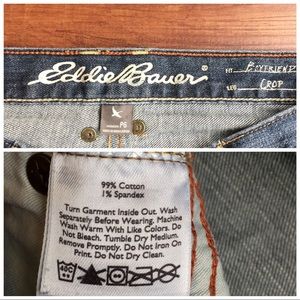 Eddie Bauer
FIT BOYFRIEND
LEG CROP
P6
99% Cotton
1% Spandex
Turn Garment Inside Out. Wash
Separately Before Wearing. Machine
Wash Warm With Like Colors. Do
Not Bleach. Tumble Dry Medium.
Remove Promptly. Do Not Iron On
Print. Do Not Dry Clean.
40C